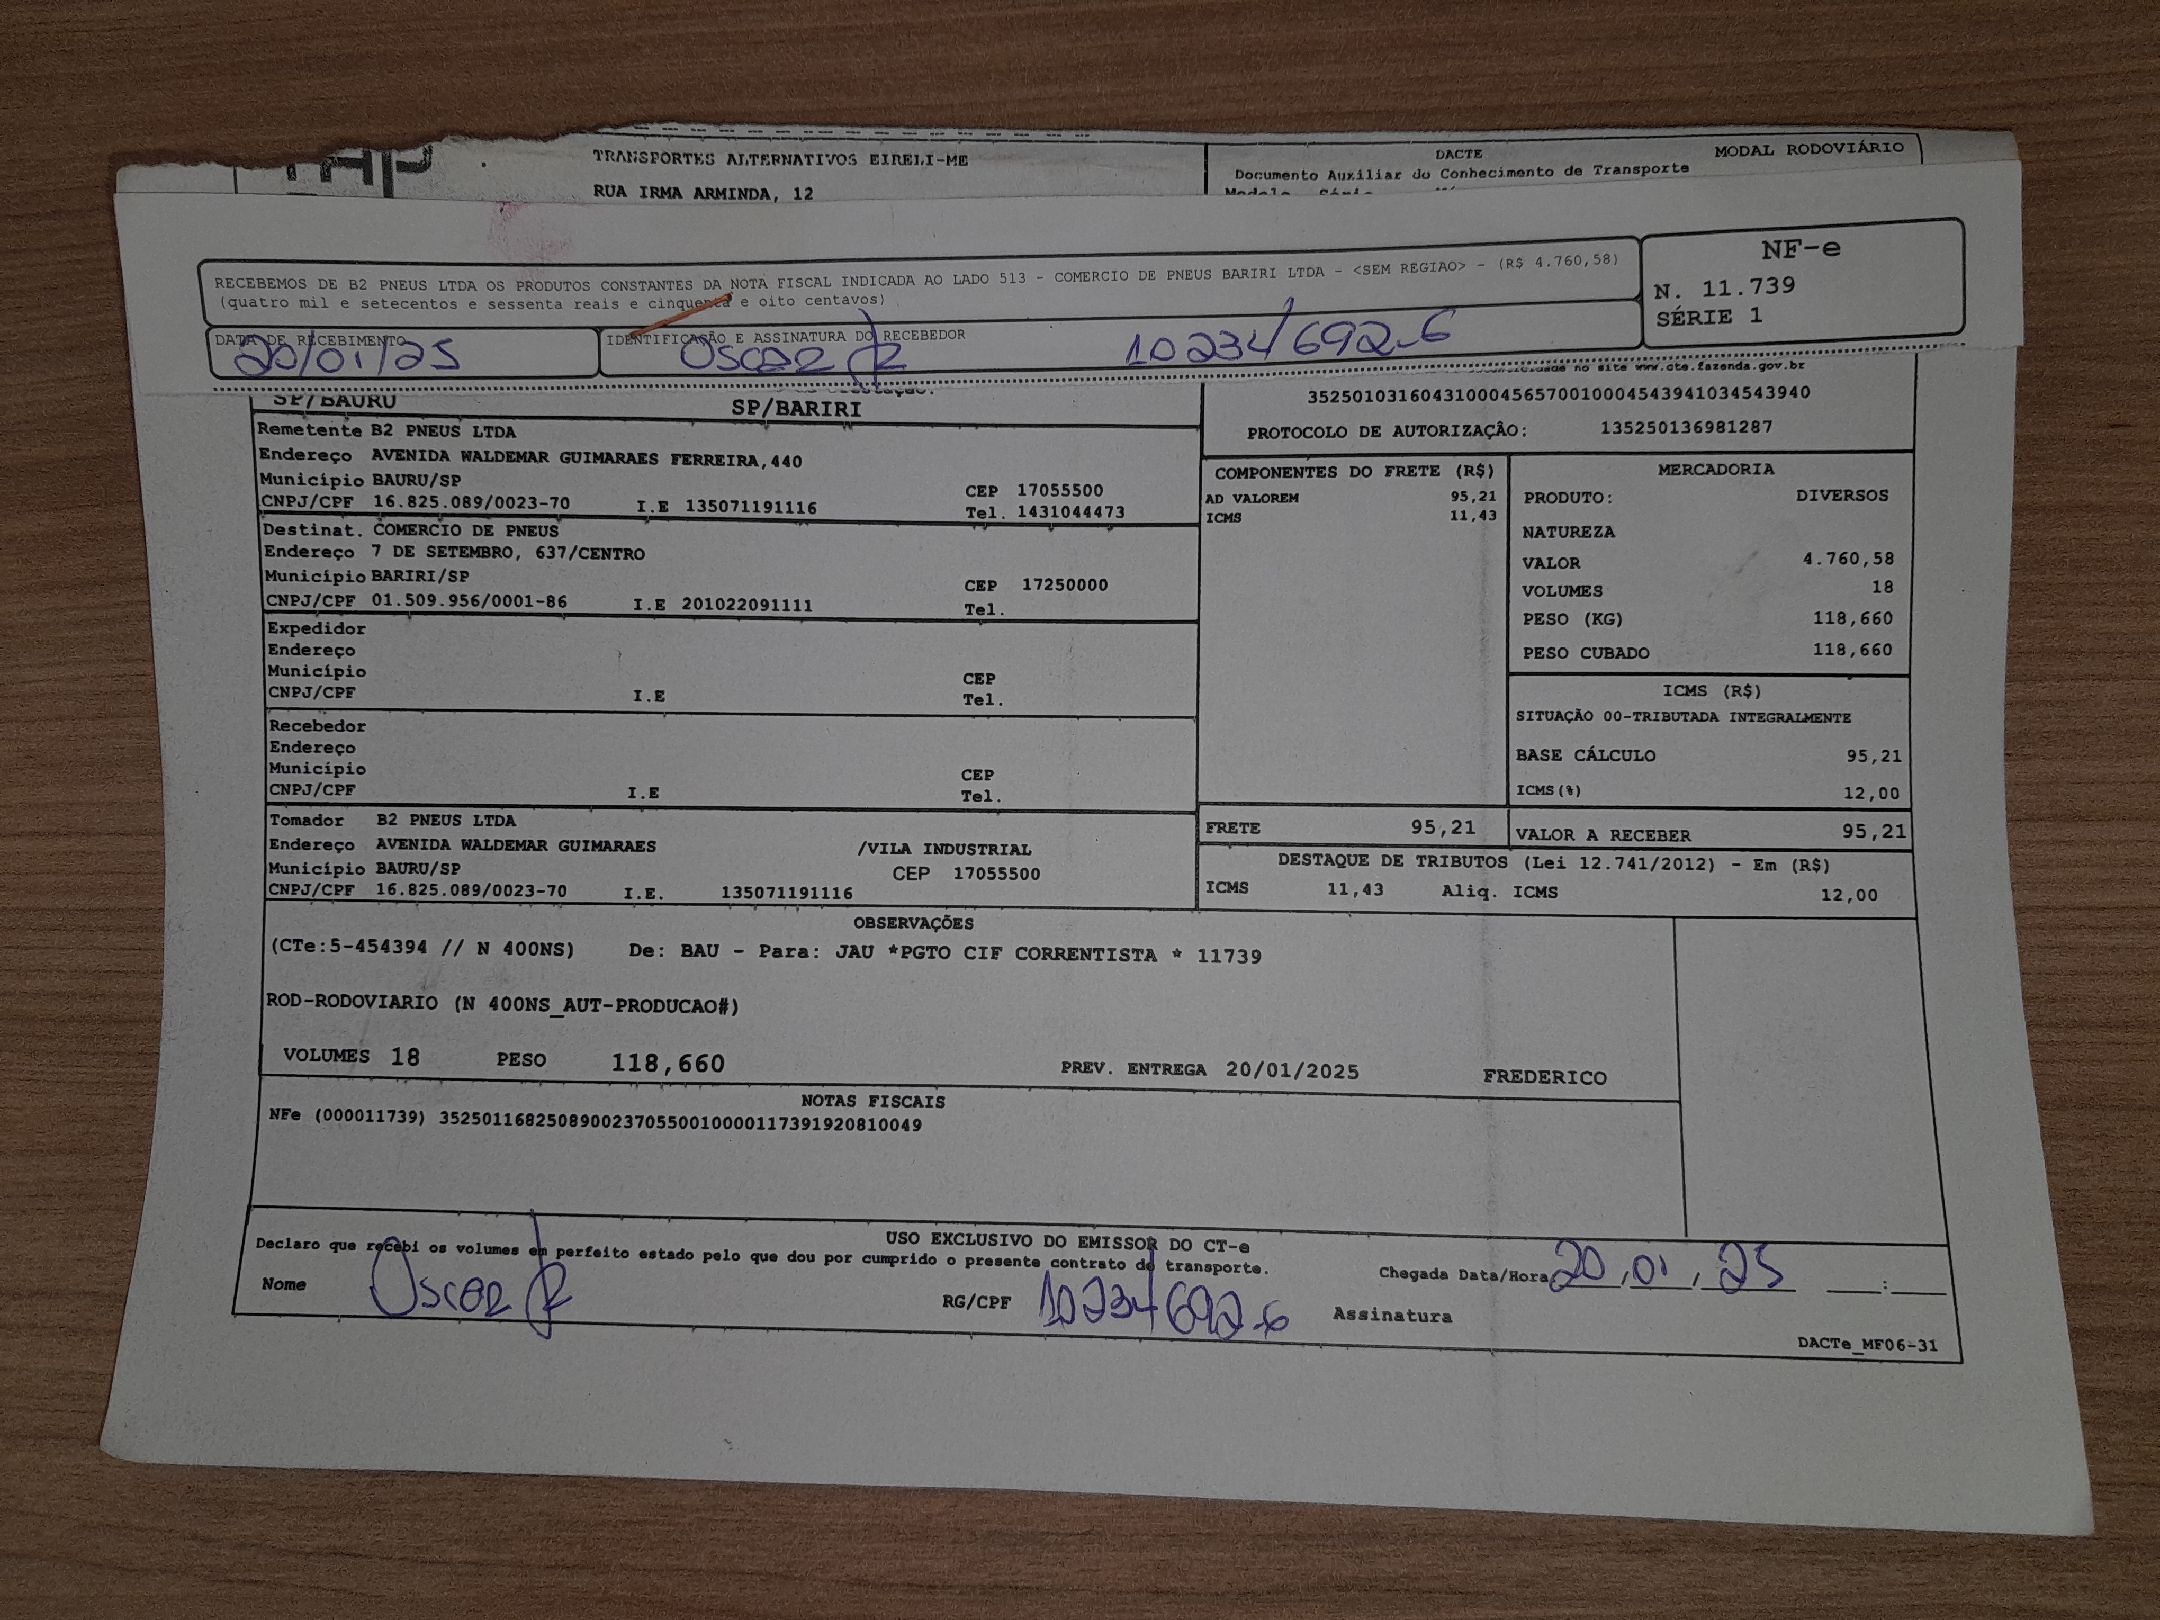 TRANSPORTES ALTERNATIVOS EIRELI-ME
RUA IRMA ARMINDA, 12
DACTE
MODAL RODOVIÁRIO
Documento Auxiliar do Conhecimento de Transporte
RECEBEMOS DE B2 PNEUS LTDA OS PRODUTOS CONSTANTES DA NOTA FISCAL INDICADA AO LADO 513 - COMERCIO DE PNEUS BARIRI LTDA - <SEM REGIAO> - (R$ 4.760,58)
(quatro mil e setecentos e sessenta reais e cinquenta e oito centavos)
NF-e
N. 11.739
SÉRIE 1
DATA DE RECEBIMENTO
20/01/25
IDENTIFICAÇÃO E ASSINATURA DO RECEBEDOR
Oscar 10234692-6
no site www.cte.fazenda.gov.br
SP/BAURU
SP/BARIRI
35250103160431000456570010004543941034543940
PROTOCOLO DE AUTORIZAÇÃO: 135250136981287
Remetente B2 PNEUS LTDA
Endereço AVENIDA WALDEMAR GUIMARAES FERREIRA,440
Município BAURU/SP
CEP 17055500
CNPJ/CPF 16.825.089/0023-70 I.E 135071191116 Tel. 1431044473
Destinat. COMERCIO DE PNEUS
Endereço 7 DE SETEMBRO, 637/CENTRO
Município BARIRI/SP CEP 17250000
CNPJ/CPF 01.509.956/0001-86 I.E 201022091111 Tel.
Expedidor
Endereço
Município CEP
CNPJ/CPF I.E Tel.
Recebedor
Endereço
Município CEP
CNPJ/CPF I.E Tel.
Tomador B2 PNEUS LTDA
Endereço AVENIDA WALDEMAR GUIMARAES /VILA INDUSTRIAL
Município BAURU/SP CEP 17055500
CNPJ/CPF 16.825.089/0023-70 I.E. 135071191116
COMPONENTES DO FRETE (R$)
AD VALOREM 95,21
ICMS 11,43
MERCADORIA
PRODUTO: DIVERSOS
NATUREZA
VALOR 4.760,58
VOLUMES 18
PESO (KG) 118,660
PESO CUBADO 118,660
ICMS (R$)
SITUAÇÃO 00-TRIBUTADA INTEGRALMENTE
BASE CÁLCULO 95,21
ICMS(%) 12,00
FRETE 95,21
VALOR A RECEBER 95,21
DESTAQUE DE TRIBUTOS (Lei 12.741/2012) - Em (R$)
ICMS 11,43 Aliq. ICMS 12,00
OBSERVAÇÕES
(CTe:5-454394 // N 400NS) De: BAU - Para: JAU *PGTO CIF CORRENTISTA * 11739
ROD-RODOVIARIO (N 400NS_AUT-PRODUCAO#)
VOLUMES 18 PESO 118,660 PREV. ENTREGA 20/01/2025 FREDERICO
NOTAS FISCAIS
NFe (000011739) 35250116825089002370550010000117391920810049
USO EXCLUSIVO DO EMISSOR DO CT-e
Declaro que recebi os volumes em perfeito estado pelo que dou por cumprido o presente contrato de transporte.
Chegada Data/Hora 20,01,25 :
Nome Oscar
RG/CPF 10234692-6
Assinatura
DACTe_MF06-31